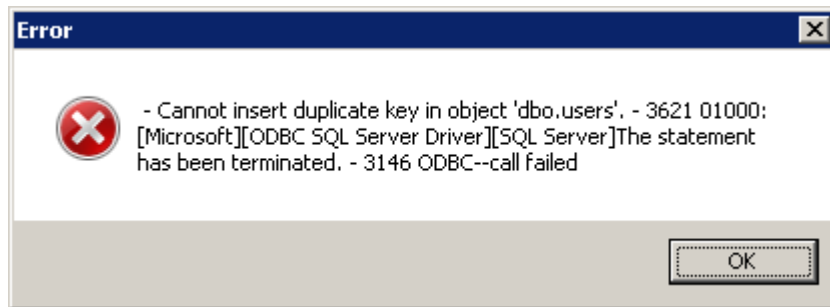 Error
- Cannot insert duplicate key in object 'dbo.users'. - 3621 01000:
[Microsoft][ODBC SQL Server Driver][SQL Server]The statement
has been terminated. - 3146 ODBC--call failed
OK